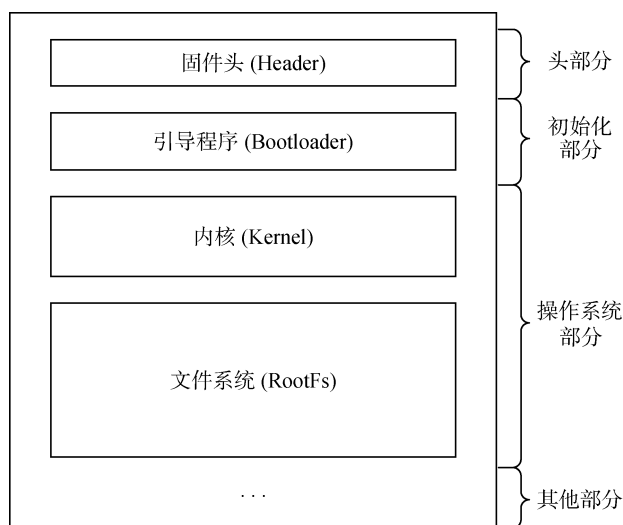 固件头 (Header)
头部分
引导程序 (Bootloader)
初始化
部分
内核 (Kernel)
文件系统 (RootFs)
操作系统
部分
. . .
其他部分